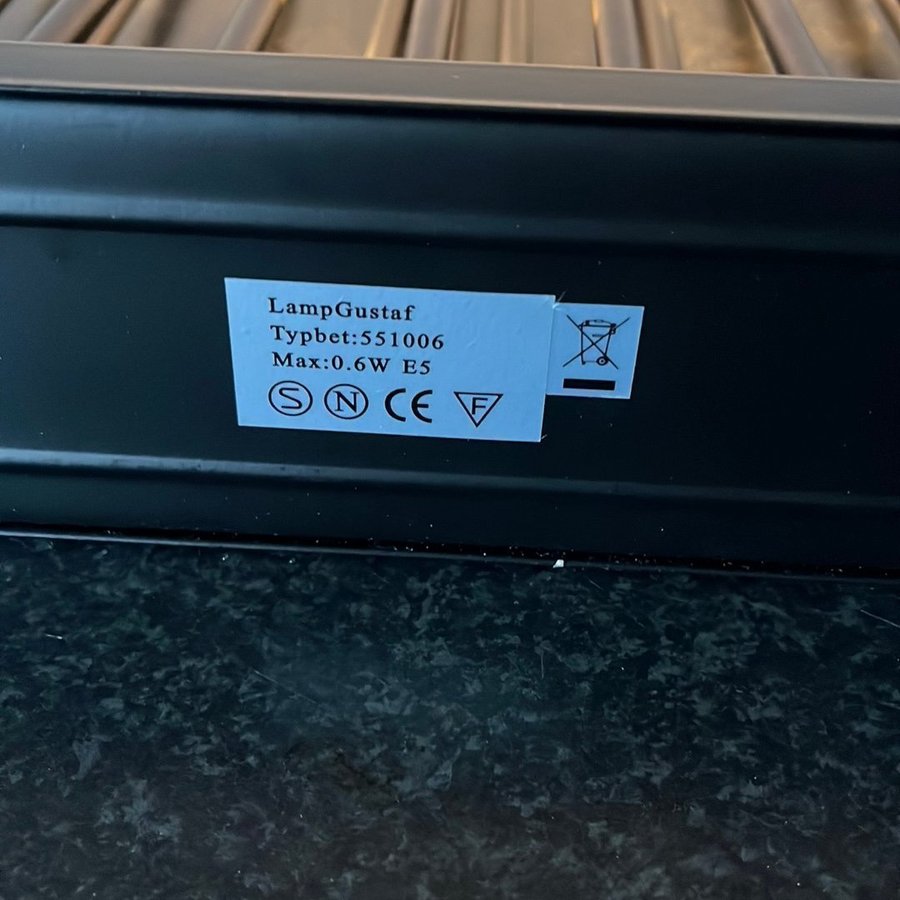 LampGustaf
Typbet:551006
Max:0.6W E5
S N CE F